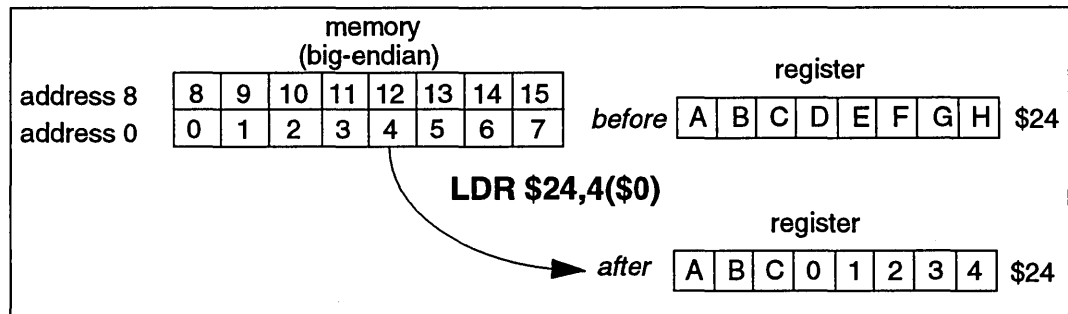 memory
(big-endian)
address 8 8 9 10 11 12 13 14 15
address 0 0 1 2 3 4 5 6 7
register
before A B C D E F G H $24
LDR $24,4($0)
register
after A B C 0 1 2 3 4 $24